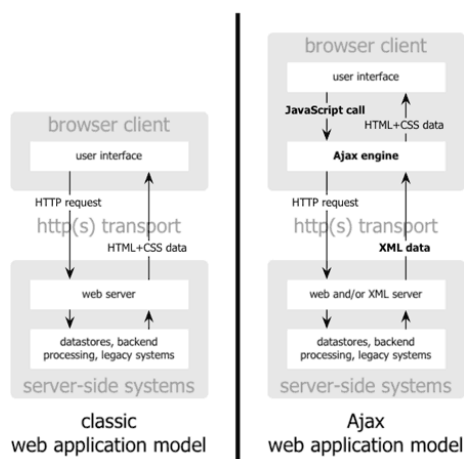 browser client
user interface
HTTP request
http(s) transport
HTML+CSS data
web server
datastores, backend
processing, legacy systems
server-side systems
classic
web application model
browser client
user interface
JavaScript call
HTML+CSS data
Ajax engine
HTTP request
http(s) transport
XML data
web and/or XML server
datastores, backend
processing, legacy systems
server-side systems
Ajax
web application model